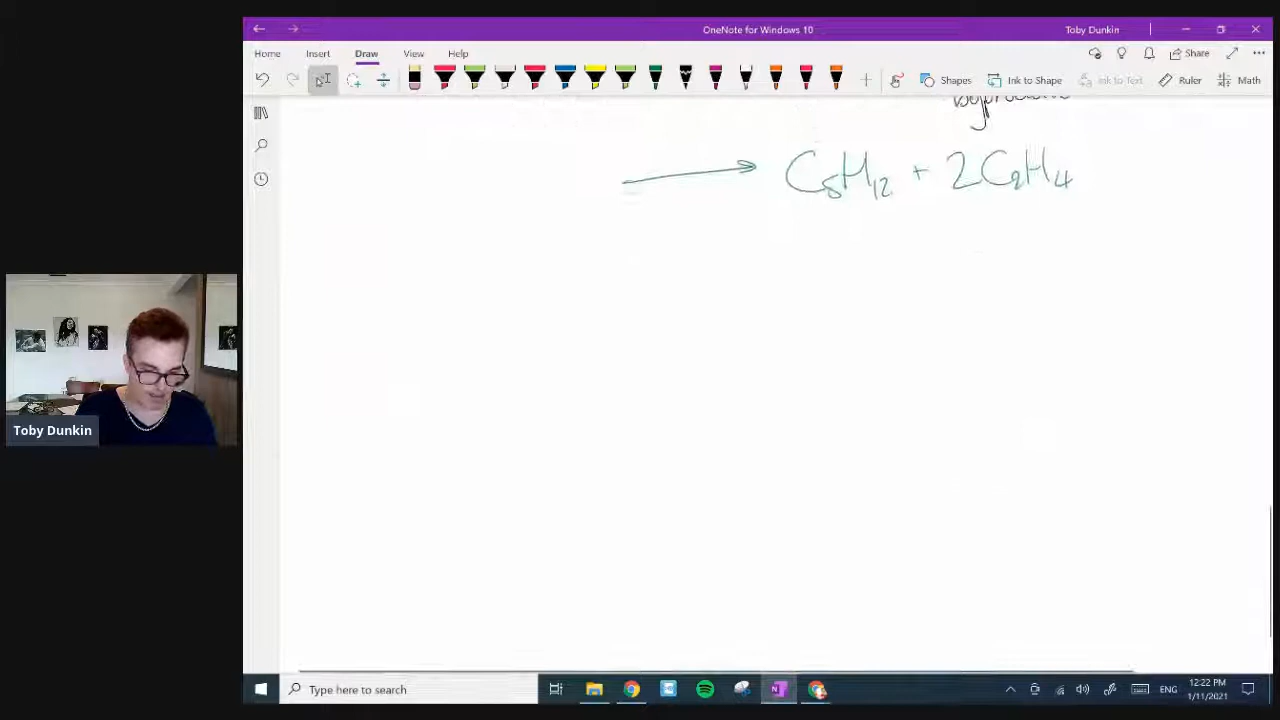 OneNote for Windows 10
Toby Dunkin
Home Insert Draw View Help
Share
Shapes Ink to Shape Ink to Text Ruler Math
→ C₅H₁₂ + 2C₂H₄
Toby Dunkin
Type here to search
ENG
12:22 PM
1/11/2021